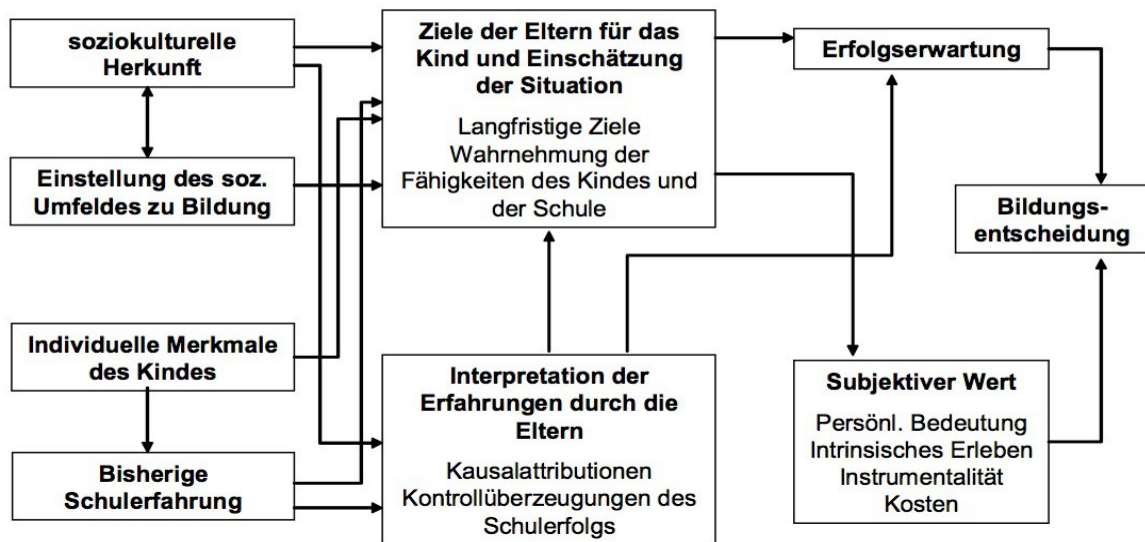 soziokulturelle
Herkunft
Einstellung des soz.
Umfeldes zu Bildung
Individuelle Merkmale
des Kindes
Bisherige
Schulerfahrung
Ziele der Eltern für das
Kind und Einschätzung
der Situation
Langfristige Ziele
Wahrnehmung der
Fähigkeiten des Kindes und
der Schule
Interpretation der
Erfahrungen durch die
Eltern
Kausalattributionen
Kontrollüberzeugungen des
Schulerfolgs
Erfolgserwartung
Subjektiver Wert
Persönl. Bedeutung
Intrinsisches Erleben
Instrumentalität
Kosten
Bildungs-
entscheidung